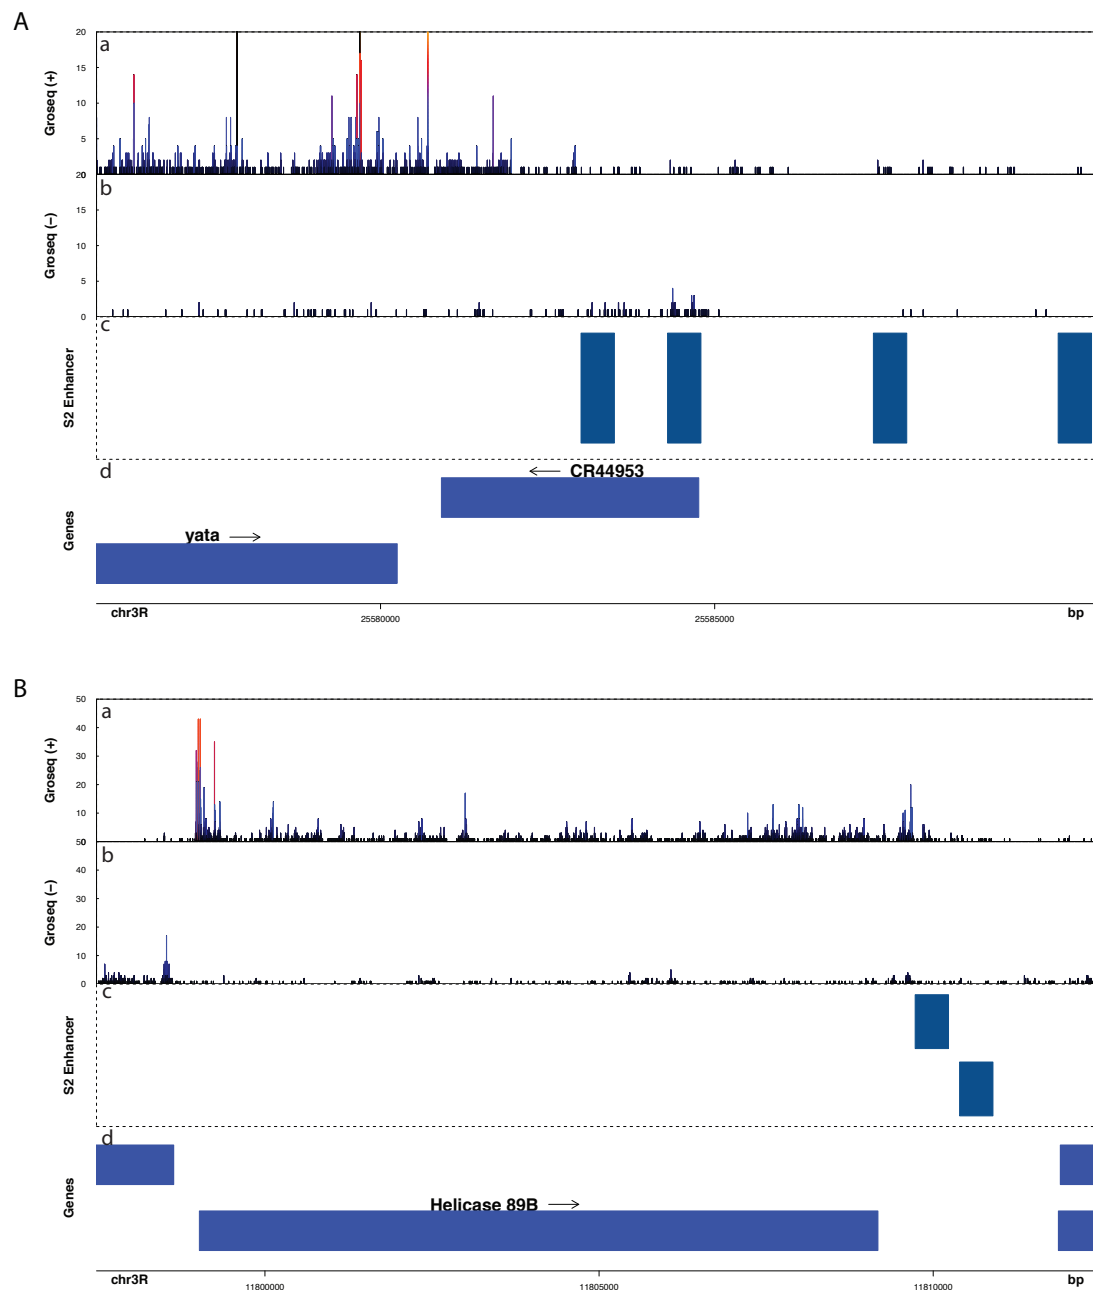 A
a
Groseq (+)
20
15
10
5
20
0
b
Groseq (−)
15
10
5
0
c
S2 Enhancer
d
Genes
CR44953
yata
chr3R
25580000
25585000
bp
B
a
Groseq (+)
50
40
30
20
10
50
0
b
Groseq (−)
40
30
20
10
0
c
S2 Enhancer
d
Genes
Helicase 89B
chr3R
11800000
11805000
11810000
bp